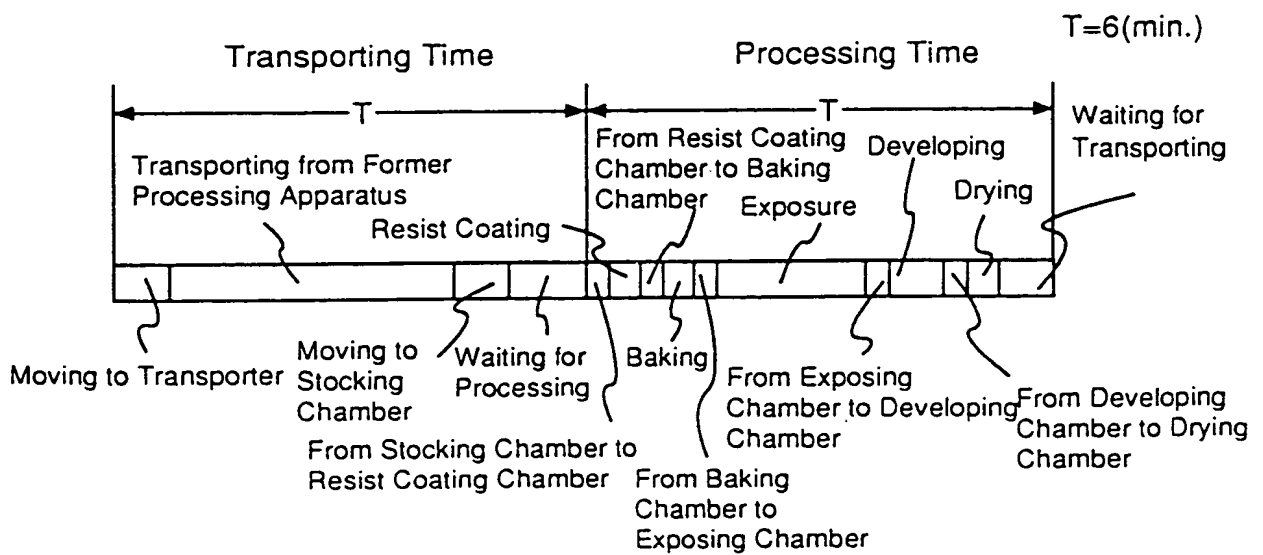 T=6(min.)
Transporting Time
Processing Time
T
T
Waiting for
Transporting
Transporting from Former
Processing Apparatus
Resist Coating
From Resist Coating
Chamber to Baking
Chamber
Exposure
Developing
Drying
Moving to Transporter
Moving to
Stocking
Chamber
Waiting for
Processing
From Stocking Chamber to
Resist Coating Chamber
Baking
From Baking
Chamber to
Exposing Chamber
From Exposing
Chamber to Developing
Chamber
From Developing
Chamber to Drying
Chamber